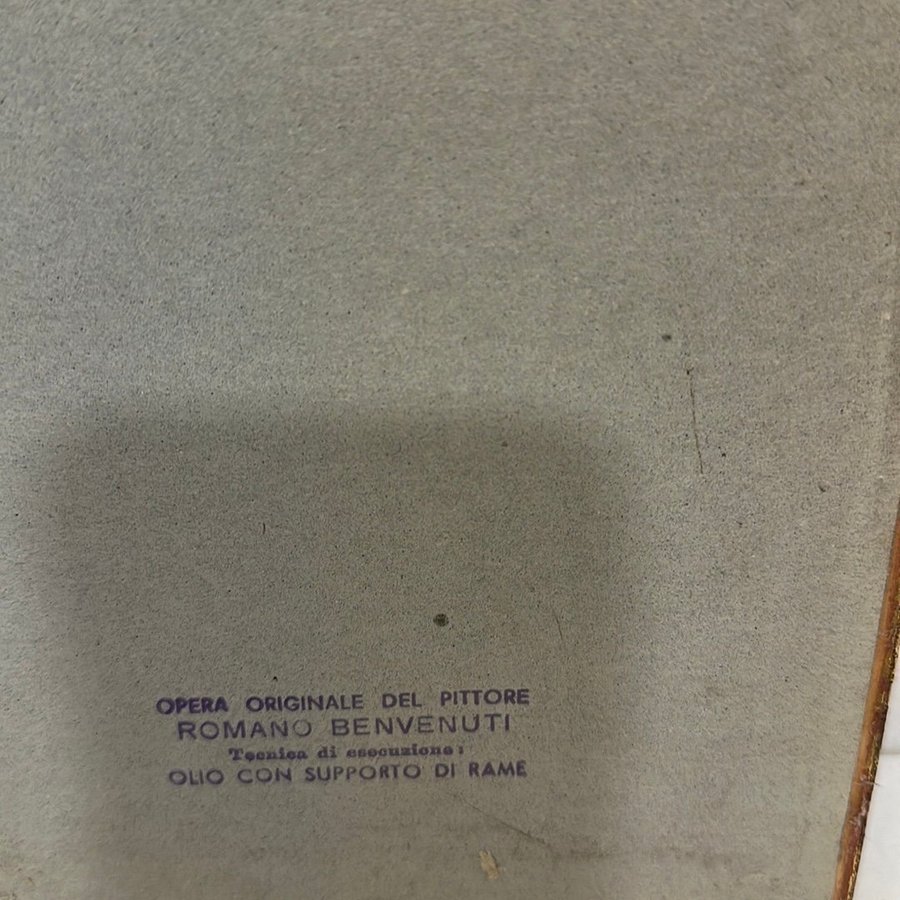 OPERA ORIGINALE DEL PITTORE
ROMANO BENVENUTI
Tecnica di esecuzione:
OLIO CON SUPPORTO DI RAME